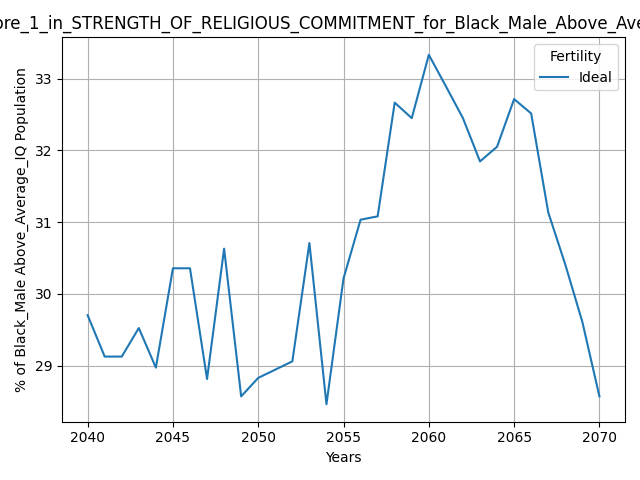 ore_1_in_STRENGTH_OF_RELIGIOUS_COMMITMENT_for_Black_Male_Above_Ave
Fertility
Ideal
% of Black_Male Above_Average_IQ Population
33
32
31
30
29
2040 2045 2050 2055 2060 2065 2070
Years